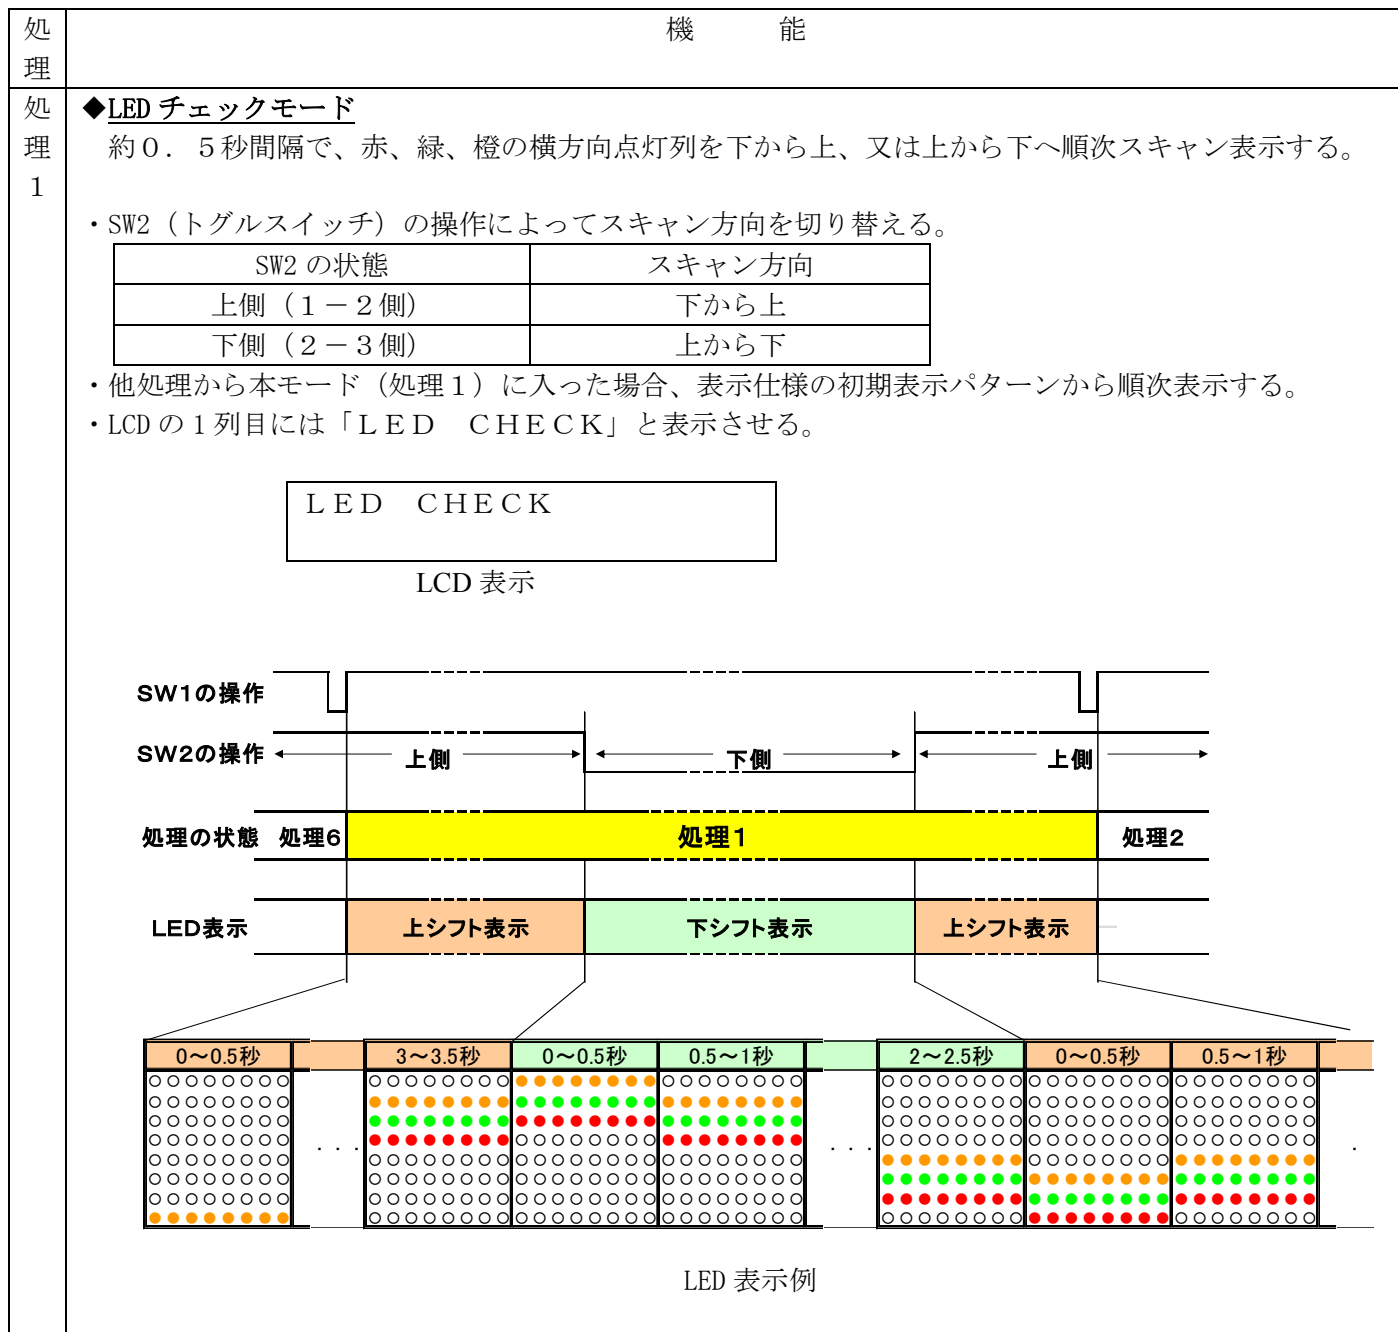 処理
機　　能
処理１
◆LED チェックモード
約０．５秒間隔で、赤、緑、橙の横方向点灯列を下から上、又は上から下へ順次スキャン表示する。
・SW2（トグルスイッチ）の操作によってスキャン方向を切り替える。
SW2 の状態　スキャン方向
上側（１－２側）　下から上
下側（２－３側）　上から下
・他処理から本モード（処理１）に入った場合、表示仕様の初期表示パターンから順次表示する。
・LCD の 1 列目には「ＬＥＤ　ＣＨＥＣＫ」と表示させる。
ＬＥＤ　ＣＨＥＣＫ
LCD 表示
SW1の操作
SW2の操作　上側　下側　上側
処理の状態　処理6　処理1　処理2
LED表示　上シフト表示　下シフト表示　上シフト表示
0～0.5秒　3～3.5秒　0～0.5秒　0.5～1秒　2～2.5秒　0～0.5秒　0.5～1秒
···　···　·
LED 表示例